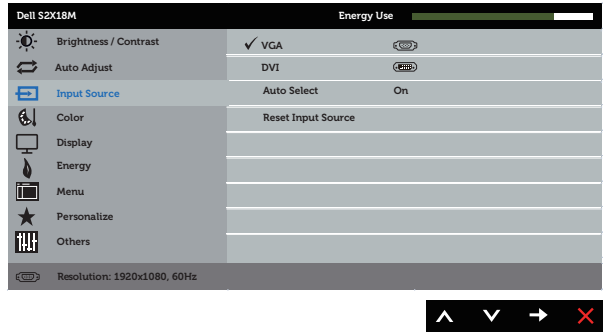 Dell S2X18M Energy Use
Brightness / Contrast
Auto Adjust
Input Source
Color
Display
Energy
Menu
Personalize
Others
VGA
DVI
Auto Select On
Reset Input Source
Resolution: 1920x1080, 60Hz